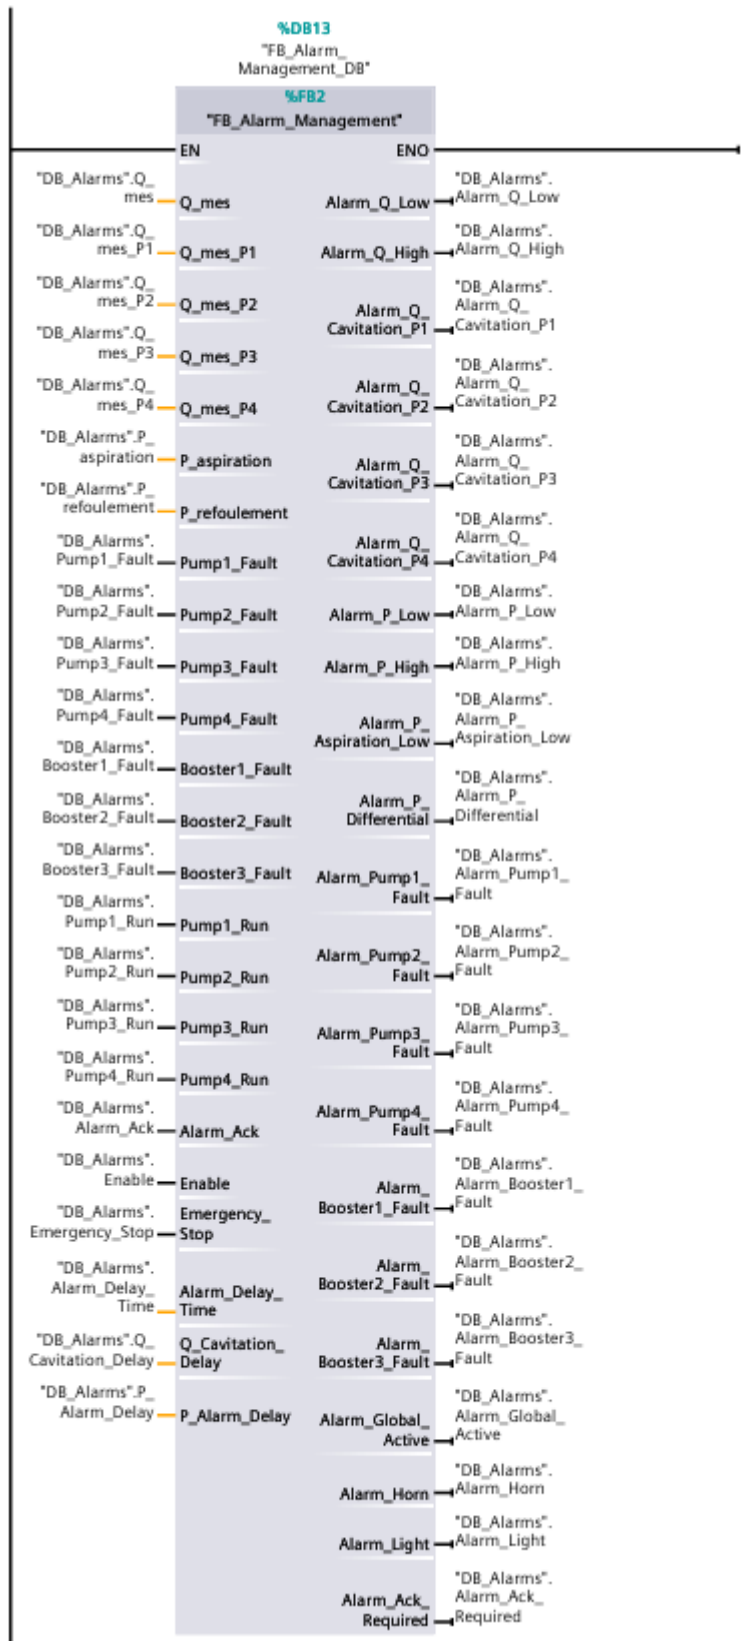 %DB13
"FB_Alarm_
Management_DB"
%FB2
"FB_Alarm_Management"
EN
ENO
"DB_Alarms".Q_
mes
Q_mes
"DB_Alarms".Q_
mes_P1
Q_mes_P1
"DB_Alarms".Q_
mes_P2
Q_mes_P2
"DB_Alarms".Q_
mes_P3
Q_mes_P3
"DB_Alarms".Q_
mes_P4
Q_mes_P4
"DB_Alarms".P_
aspiration
P_aspiration
"DB_Alarms".P_
refoulement
P_refoulement
"DB_Alarms".
Pump1_Fault
Pump1_Fault
"DB_Alarms".
Pump2_Fault
Pump2_Fault
"DB_Alarms".
Pump3_Fault
Pump3_Fault
"DB_Alarms".
Pump4_Fault
Pump4_Fault
"DB_Alarms".
Booster1_Fault
Booster1_Fault
"DB_Alarms".
Booster2_Fault
Booster2_Fault
"DB_Alarms".
Booster3_Fault
Booster3_Fault
"DB_Alarms".
Pump1_Run
Pump1_Run
"DB_Alarms".
Pump2_Run
Pump2_Run
"DB_Alarms".
Pump3_Run
Pump3_Run
"DB_Alarms".
Pump4_Run
Pump4_Run
"DB_Alarms".
Alarm_Ack
Alarm_Ack
"DB_Alarms".
Enable
Enable
"DB_Alarms".
Emergency_Stop
Emergency_
Stop
"DB_Alarms".
Alarm_Delay_
Time
Alarm_Delay_
Time
"DB_Alarms".Q_
Cavitation_Delay
Q_Cavitation_
Delay
"DB_Alarms".P_
Alarm_Delay
P_Alarm_Delay
Alarm_Q_Low
"DB_Alarms".
Alarm_Q_Low
Alarm_Q_High
"DB_Alarms".
Alarm_Q_High
Alarm_Q_
Cavitation_P1
"DB_Alarms".
Alarm_Q_
Cavitation_P1
Alarm_Q_
Cavitation_P2
"DB_Alarms".
Alarm_Q_
Cavitation_P2
Alarm_Q_
Cavitation_P3
"DB_Alarms".
Alarm_Q_
Cavitation_P3
Alarm_Q_
Cavitation_P4
"DB_Alarms".
Alarm_Q_
Cavitation_P4
Alarm_P_Low
"DB_Alarms".
Alarm_P_Low
Alarm_P_High
"DB_Alarms".
Alarm_P_High
Alarm_P_
Aspiration_Low
"DB_Alarms".
Alarm_P_
Aspiration_Low
Alarm_P_
Differential
"DB_Alarms".
Alarm_P_
Differential
Alarm_Pump1_
Fault
"DB_Alarms".
Alarm_Pump1_
Fault
Alarm_Pump2_
Fault
"DB_Alarms".
Alarm_Pump2_
Fault
Alarm_Pump3_
Fault
"DB_Alarms".
Alarm_Pump3_
Fault
Alarm_Pump4_
Fault
"DB_Alarms".
Alarm_Pump4_
Fault
Alarm_
Booster1_Fault
"DB_Alarms".
Alarm_Booster1_
Fault
Alarm_
Booster2_Fault
"DB_Alarms".
Alarm_Booster2_
Fault
Alarm_
Booster3_Fault
"DB_Alarms".
Alarm_Booster3_
Fault
Alarm_Global_
Active
"DB_Alarms".
Alarm_Global_
Active
Alarm_Horn
"DB_Alarms".
Alarm_Horn
Alarm_Light
"DB_Alarms".
Alarm_Light
Alarm_Ack_
Required
"DB_Alarms".
Alarm_Ack_
Required